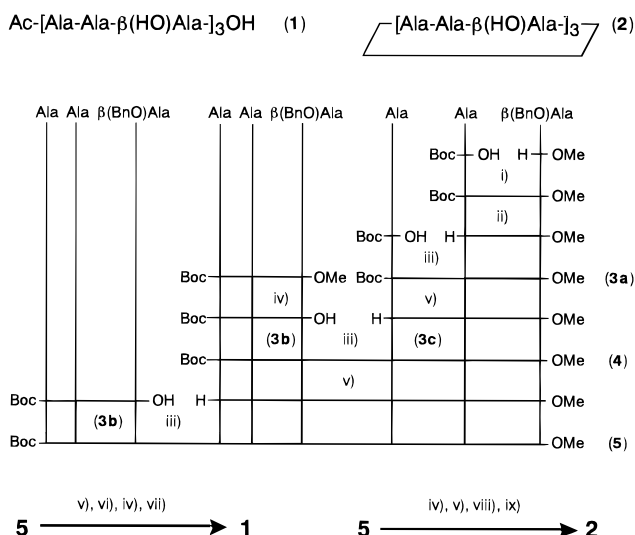 Ac-[Ala-Ala-β(HO)Ala-]3OH (1) -[Ala-Ala-β(HO)Ala-]3- (2)
Ala Ala β(BnO)Ala Ala Ala β(BnO)Ala Ala Ala β(BnO)Ala
Boc OH H OMe
i)
Boc OMe
ii)
Boc OH H OMe
iii)
Boc OMe Boc OMe (3a)
iv) v)
Boc OH H OMe
(3b) iii) (3c)
Boc OMe (4)
v)
Boc OH H OMe
(3b) iii)
Boc OMe (5)
v), vi), iv), vii) iv), v), viii), ix)
5 1 5 2